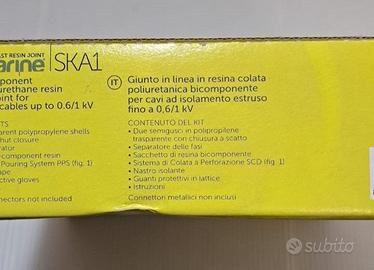 AST RESIN JOINT
arine SKA1
ponent
urethane resin
oint for
cables up to 0.6/1 kV
IT
Giunto in linea in resina colata
poliuretanica bicomponente
per cavi ad isolamento estruso
fino a 0,6/1 kV
NTS
arent polypropylene shells
hut closure
rator
component resin
Pouring System PPS (fig. 1)
ape
ctive gloves
nectors not included
CONTENUTO DEL KIT
• Due semigusci in polipropilene
trasparente con chiusura a scatto
• Separatore delle fasi
• Sacchetto di resina bicomponente
• Sistema di Colata a Perforazione SCD (fig. 1)
• Nastro isolante
• Guanti protettivi in lattice
• Istruzioni
Connettori metallici non inclusi
subito